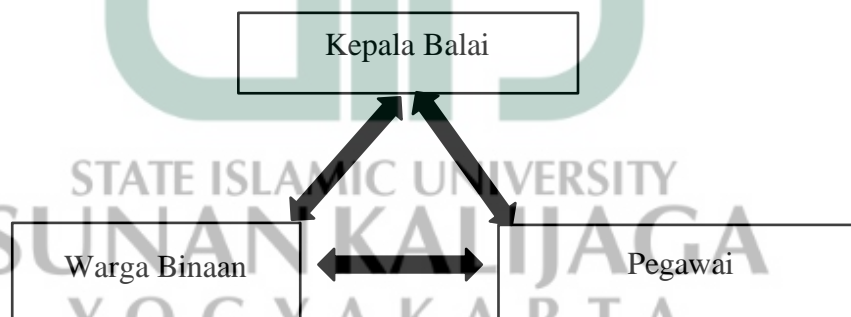 Kepala Balai
STATE ISLAMIC UNIVERSITY
SUNAN KALIJAGA
Warga Binaan
Pegawai
YOGYAKARTA